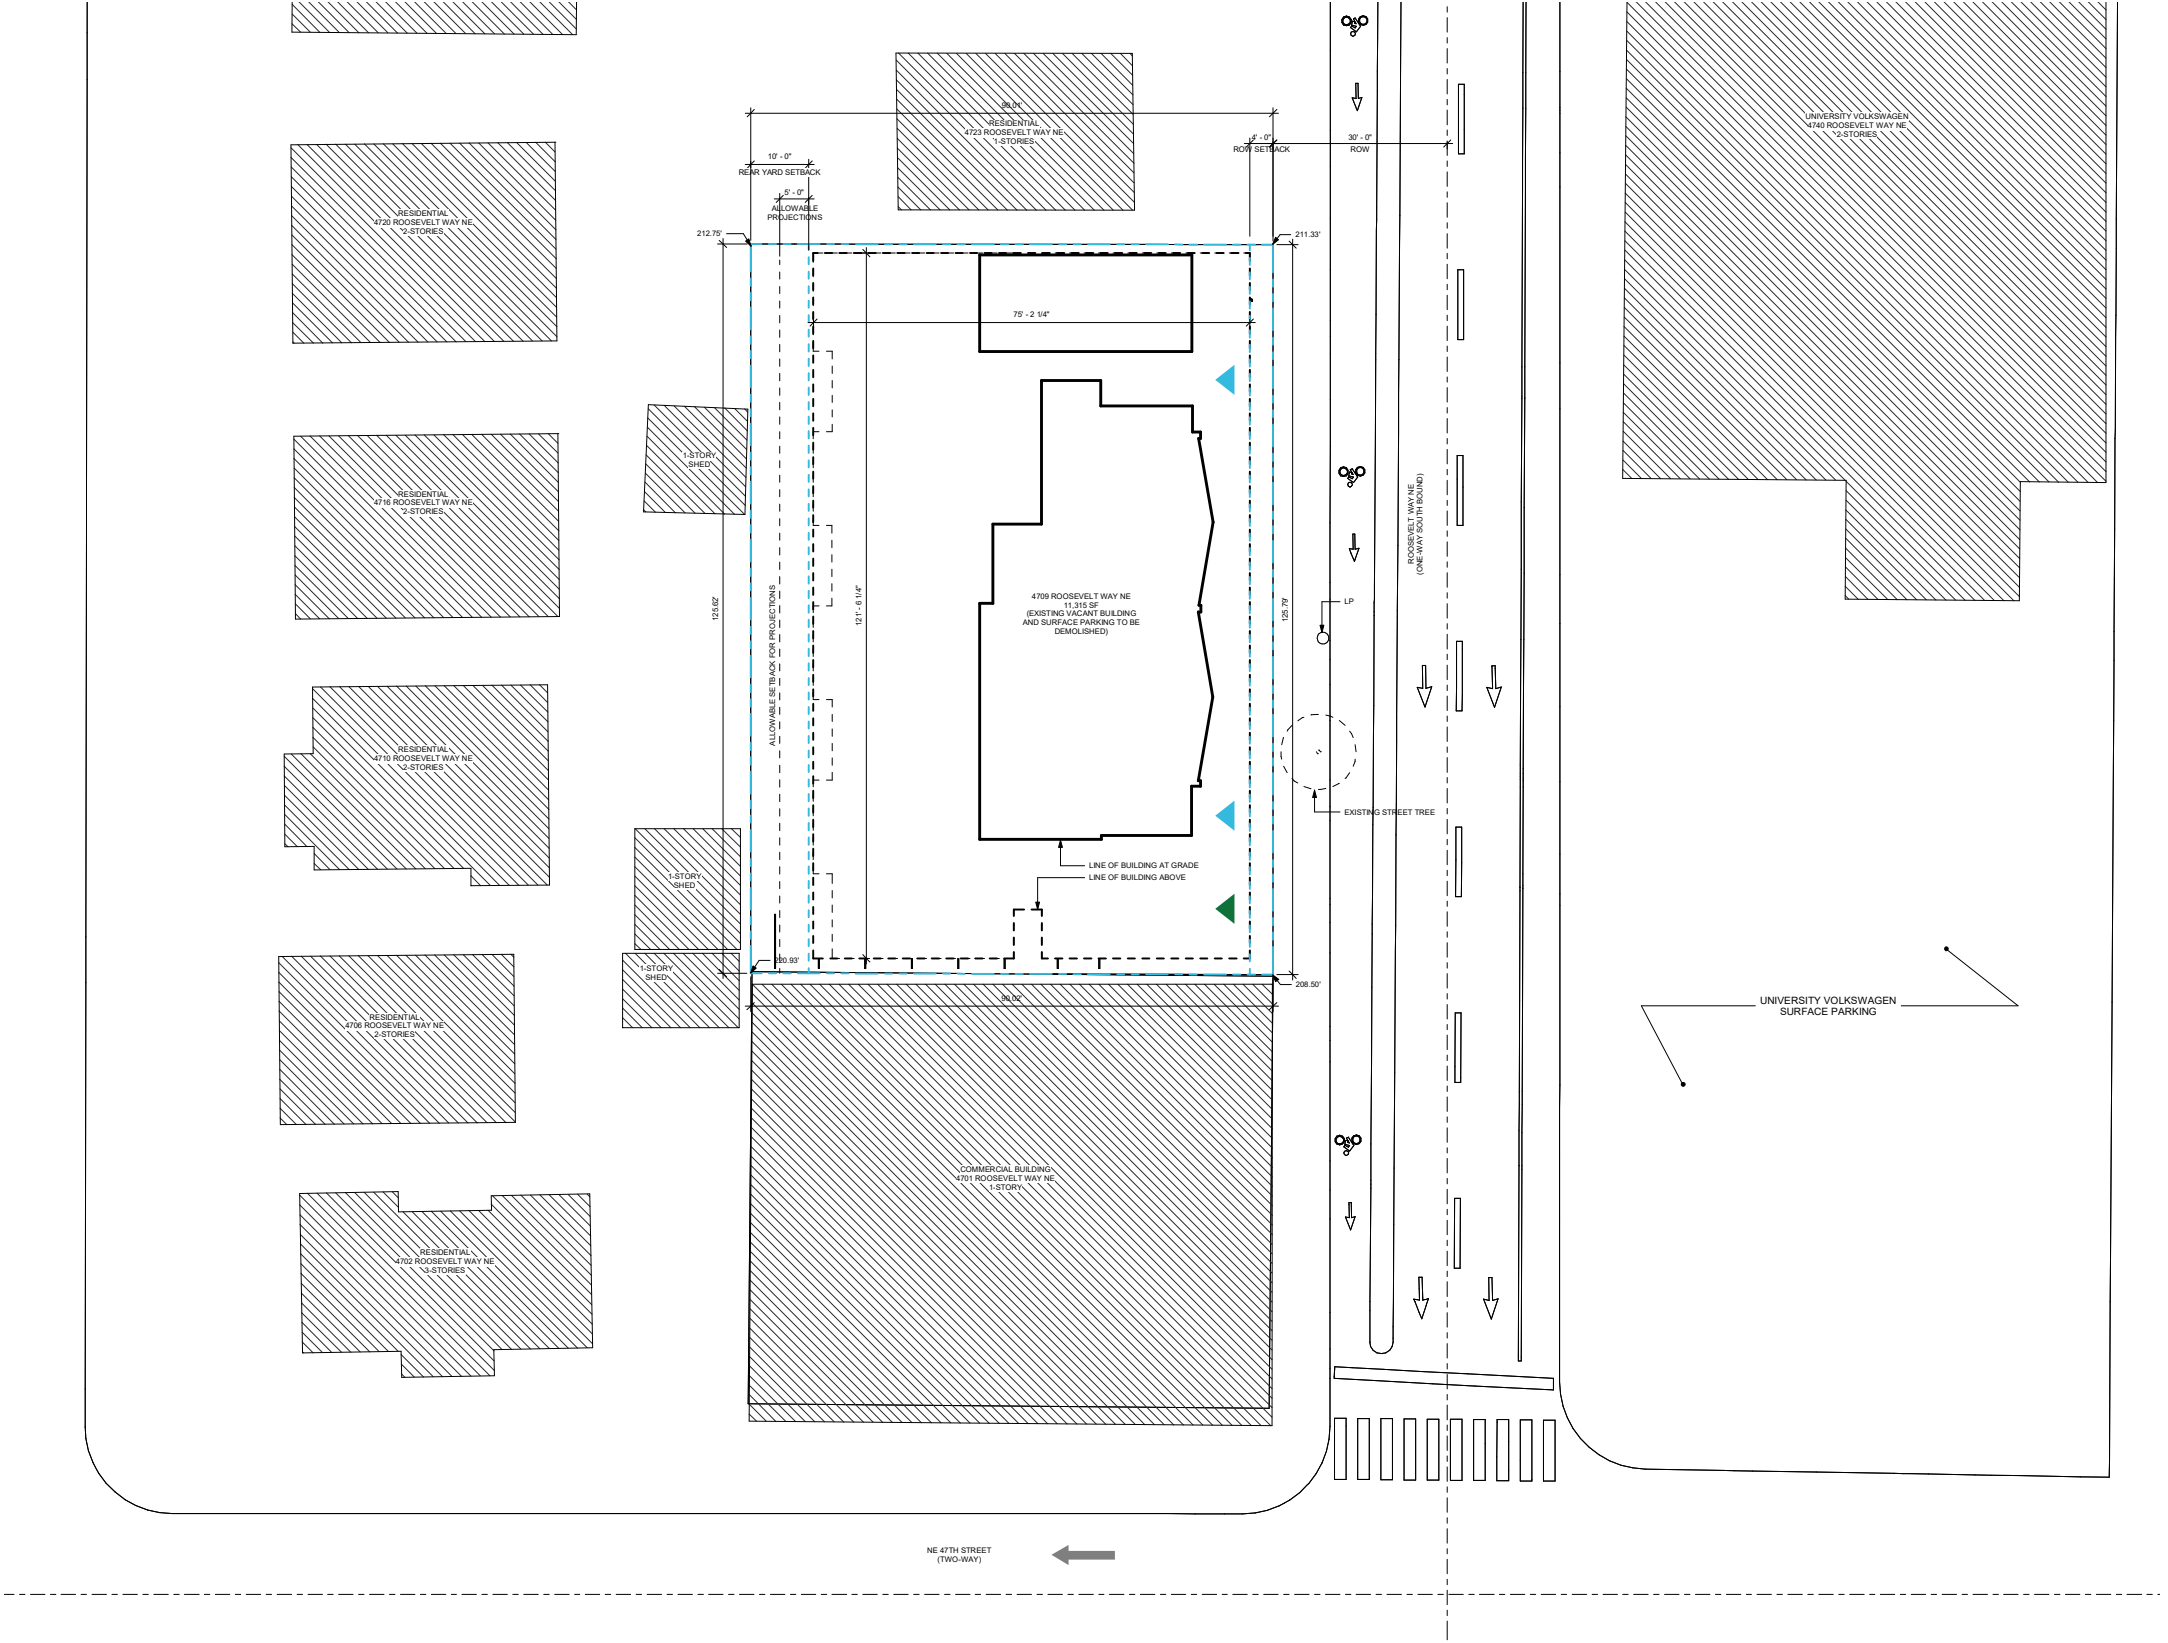 90.01'
RESIDENTIAL
4723 ROOSEVELT WAY NE
1-STORIES
UNIVERSITY VOLKSWAGEN
4740 ROOSEVELT WAY NE
2-STORIES
4' - 0"
ROW SETBACK
30' - 0"
ROW
10' - 0"
REAR YARD SETBACK
5' - 0"
ALLOWABLE
PROJECTIONS
RESIDENTIAL
4720 ROOSEVELT WAY NE
2-STORIES
212.75'
211.33'
75' - 2 1/4"
1-STORY
SHED
RESIDENTIAL
4716 ROOSEVELT WAY NE
2-STORIES
ROOSEVELT WAY NE
(ONE-WAY SOUTH BOUND)
125.62'
ALLOWABLE SETBACK FOR PROJECTIONS
121' - 6 1/4"
4709 ROOSEVELT WAY NE
11,315 SF
(EXISTING VACANT BUILDING
AND SURFACE PARKING TO BE
DEMOLISHED)
125.79'
LP
RESIDENTIAL
4710 ROOSEVELT WAY NE
2-STORIES
EXISTING STREET TREE
LINE OF BUILDING AT GRADE
LINE OF BUILDING ABOVE
1-STORY
SHED
1-STORY
SHED
220.93'
208.50'
90.02'
UNIVERSITY VOLKSWAGEN
SURFACE PARKING
RESIDENTIAL
4706 ROOSEVELT WAY NE
2-STORIES
COMMERCIAL BUILDING
4701 ROOSEVELT WAY NE
1-STORY
RESIDENTIAL
4702 ROOSEVELT WAY NE
3-STORIES
NE 47TH STREET
(TWO-WAY)